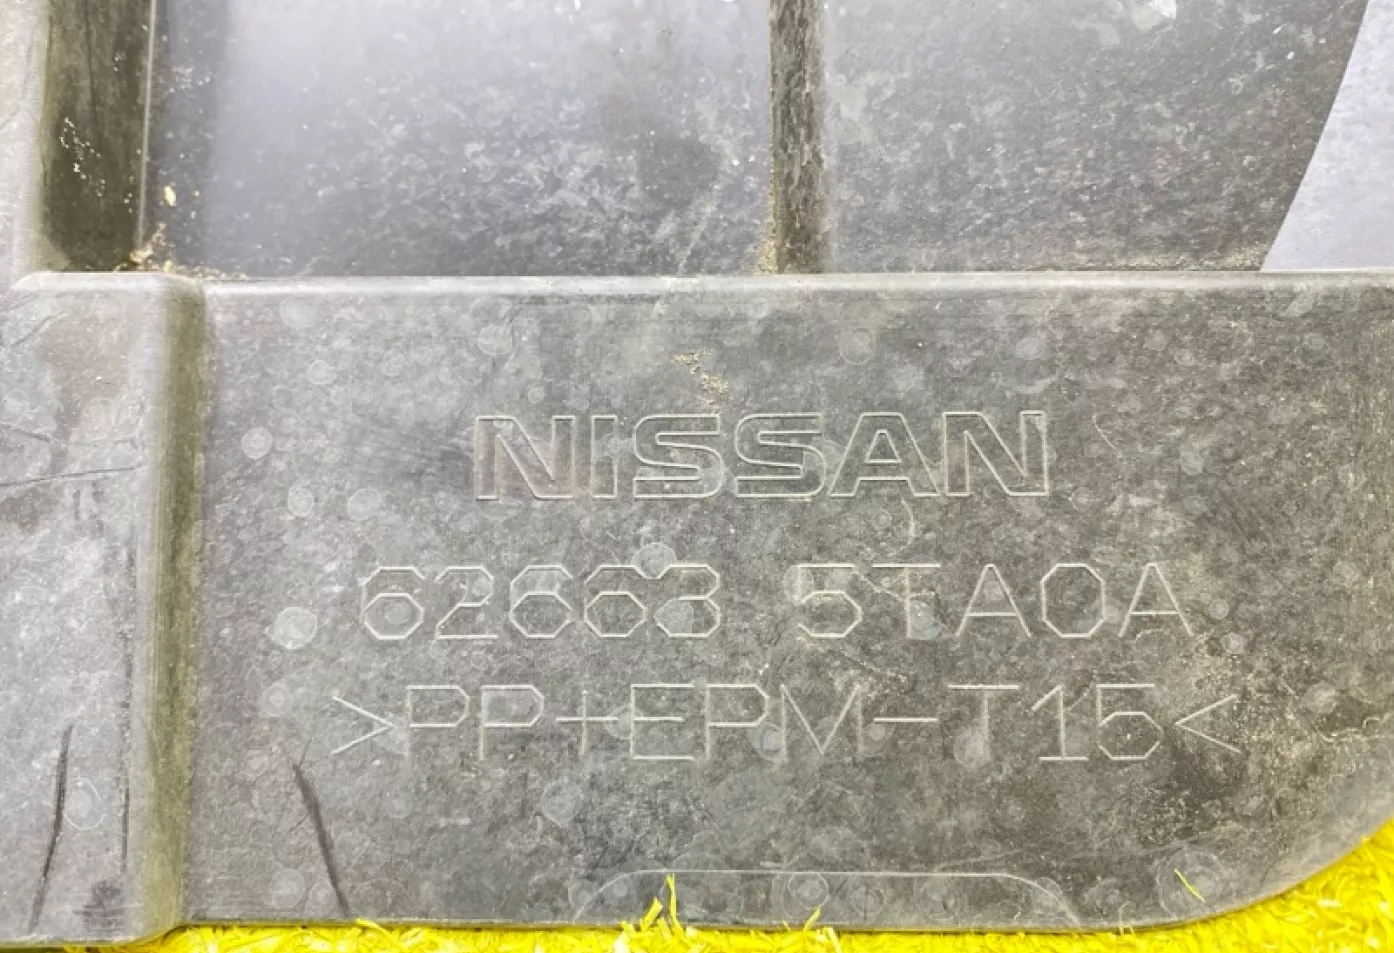 NISSAN
62663 5TA0A
>PP+EPM-T15<